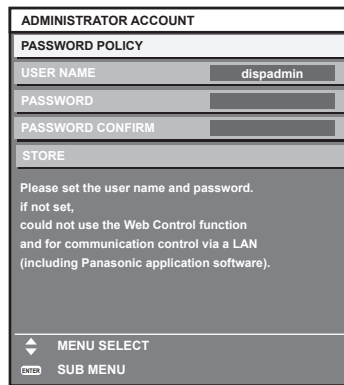 ADMINISTRATOR ACCOUNT
PASSWORD POLICY
USER NAME dispadmin
PASSWORD
PASSWORD CONFIRM
STORE
Please set the user name and password.
if not set,
could not use the Web Control function
and for communication control via a LAN
(including Panasonic application software).
MENU SELECT
ENTER SUB MENU